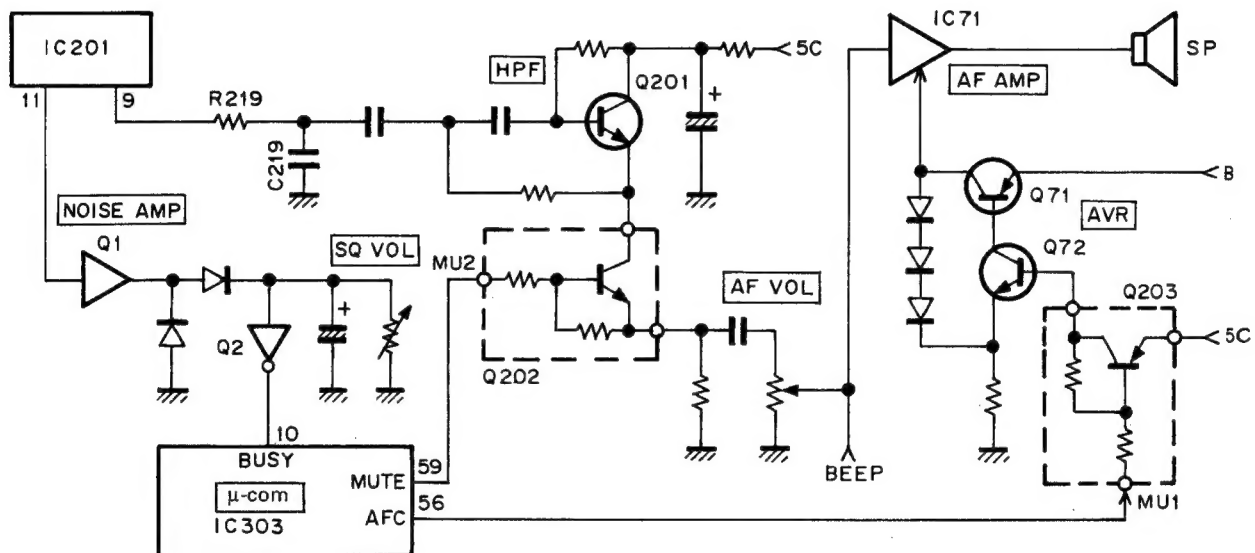 IC201
11
9
R219
C219
HPF
Q201
5C
+
IC71
AF AMP
SP
NOISE AMP
Q1
SQ VOL
+
Q2
MU2
Q202
AF VOL
Q71
B
AVR
Q72
Q203
5C
MU1
BEEP
10
BUSY
MUTE
59
μ-com
AFC
56
IC303